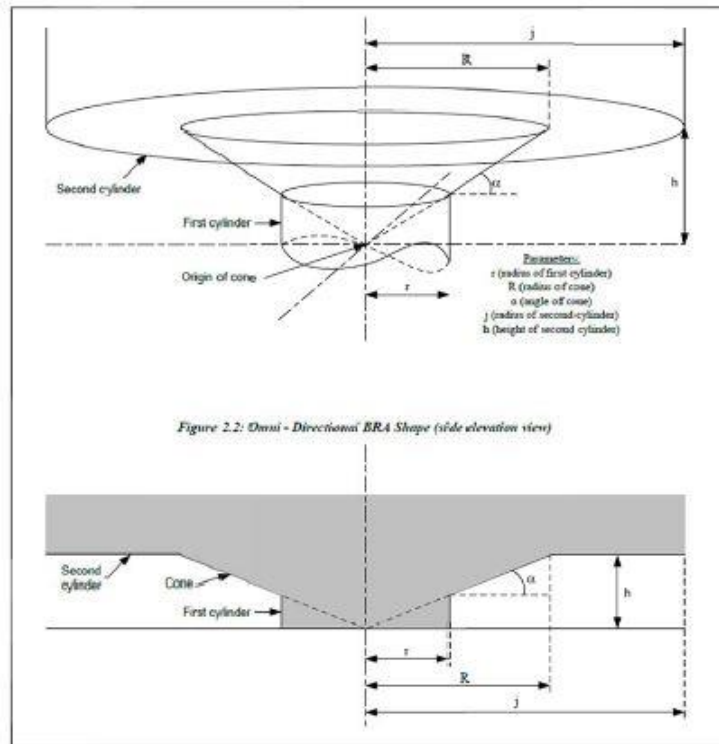 j
R
α
h
Second cylinder
First cylinder
Origin of cone
r
Parameters:
r (radius of first cylinder)
R (radius of cone)
α (angle of cone)
j (radius of second cylinder)
h (height of second cylinder)
Figure 2.2: Omni - Directional BRA Shape (side elevation view)
Second
cylinder
Cone
First cylinder
α
h
r
R
j